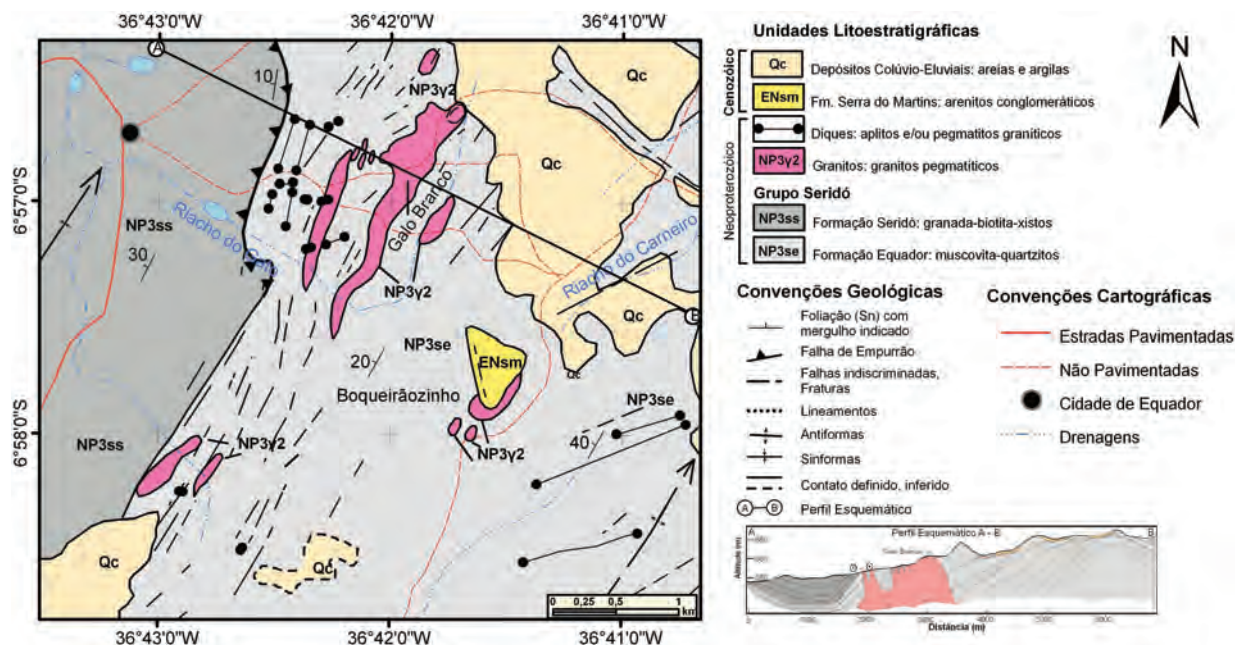 36°43'0"W
36°42'0"W
36°41'0"W
A
10
NP3γ2
Qc
Qc
6°57'0"S
NP3ss
30
Riacho do
Galo Branco
Riacho do Carneiro
NP3γ2
Qc
B
20
NP3se
ENsm
Qc
Boqueirãozinho
NP3se
6°58'0"S
NP3ss
NP3γ2
NP3γ2
40
Qc
Qc
0 0,25 0,5 1
km
36°43'0"W
36°42'0"W
36°41'0"W
Unidades Litoestratigráficas
Cenozóico
Qc Depósitos Colúvio-Eluviais: areias e argilas
ENsm Fm. Serra do Martins: arenitos conglomeráticos
Neoproterozóico
Diques: aplitos e/ou pegmatitos graníticos
NP3γ2 Granitos: granitos pegmatíticos
Grupo Seridó
NP3ss Formação Seridó: granada-biotita-xistos
NP3se Formação Equador: muscovita-quartzitos
N
Convenções Geológicas
Foliação (Sn) com
mergulho indicado
Falha de Empurrão
Falhas indiscriminadas,
Fraturas
Lineamentos
Antiformas
Sinformas
Contato definido, inferido
A B Perfil Esquemático
Convenções Cartográficas
Estradas Pavimentadas
Não Pavimentadas
Cidade de Equador
Drenagens
Perfil Esquemático A - B
A
B
Altitude (m)
Distância (m)